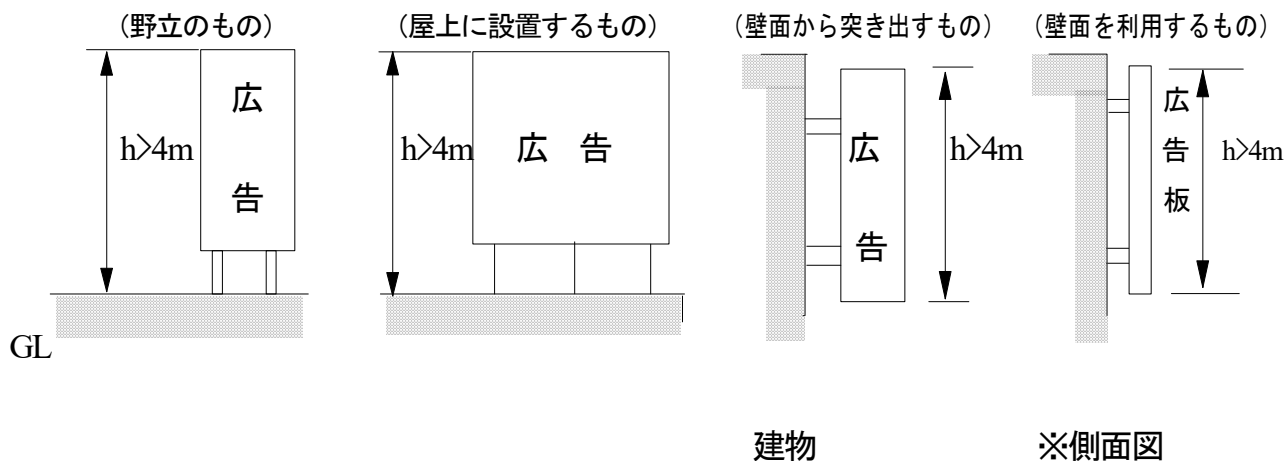 (野立のもの)
(屋上に設置するもの)
(壁面から突き出すもの)
(壁面を利用するもの)
h>4m
広告
h>4m
広 告
広告
h>4m
広告板
h>4m
GL
建物
※側面図